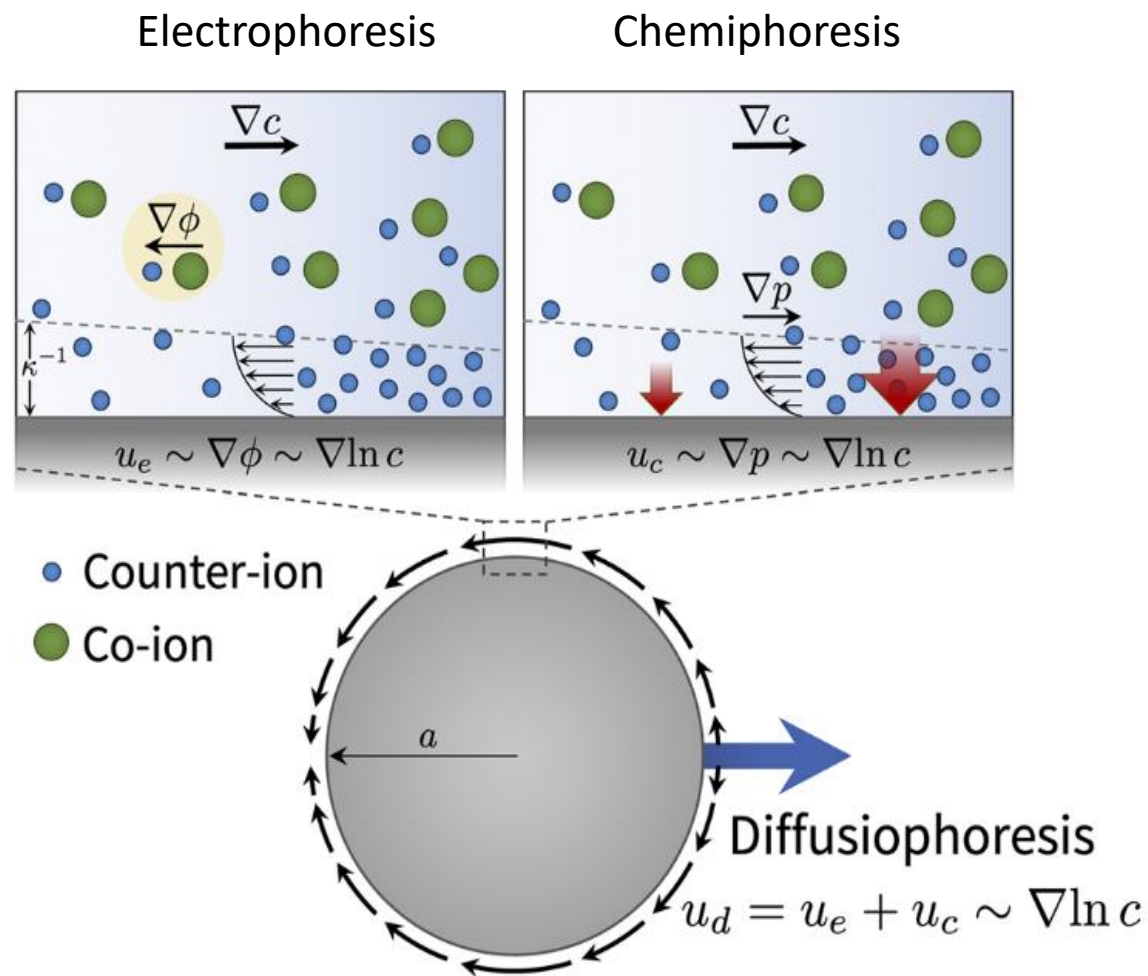 Electrophoresis
Chemiphoresis
∇c
∇ϕ
κ⁻¹
u_e ∼ ∇ϕ ∼ ∇ln c
∇c
∇p
u_c ∼ ∇p ∼ ∇ln c
Counter-ion
Co-ion
a
Diffusiophoresis
u_d = u_e + u_c ∼ ∇ln c